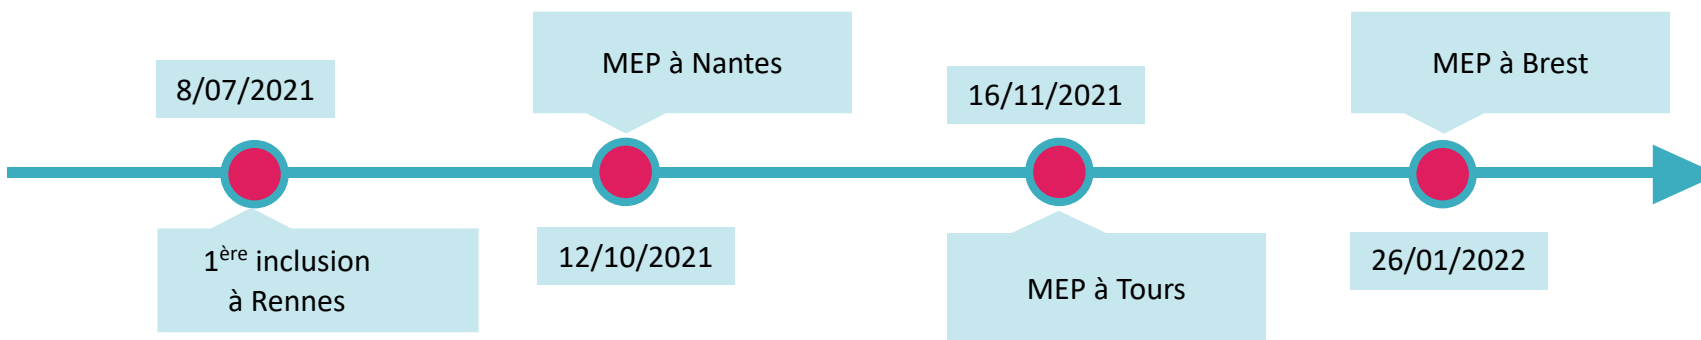 8/07/2021
1ère inclusion
à Rennes
MEP à Nantes
12/10/2021
16/11/2021
MEP à Tours
MEP à Brest
26/01/2022